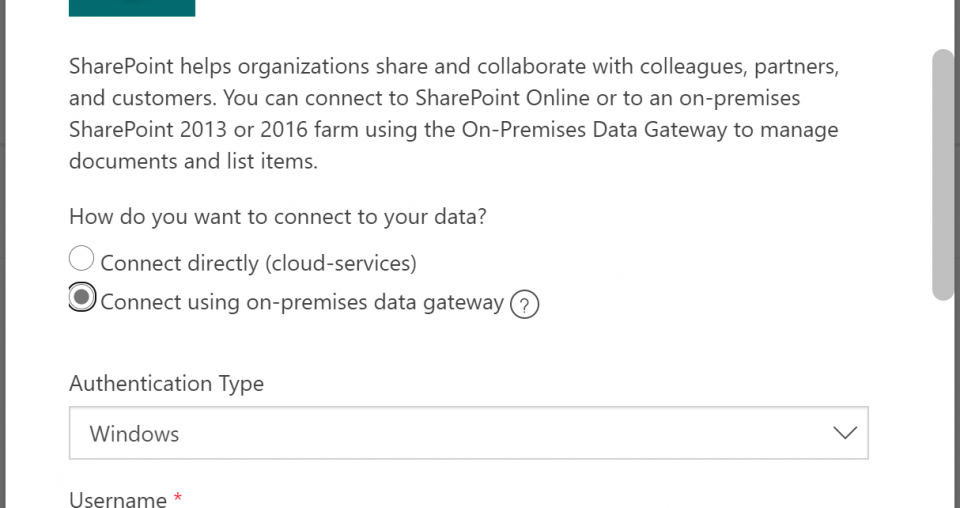 SharePoint helps organizations share and collaborate with colleagues, partners,
and customers. You can connect to SharePoint Online or to an on-premises
SharePoint 2013 or 2016 farm using the On-Premises Data Gateway to manage
documents and list items.
How do you want to connect to your data?
Connect directly (cloud-services)
Connect using on-premises data gateway ?
Authentication Type
Windows
Username *